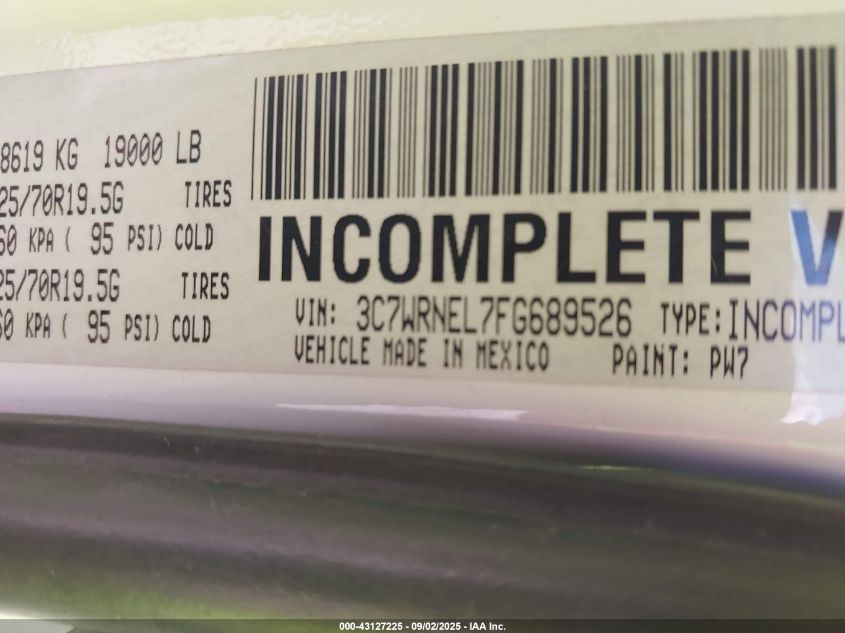 8619 KG 19000 LB
25/70R19.5G TIRES
60 KPA ( 95 PSI) COLD
25/70R19.5G TIRES
60 KPA ( 95 PSI) COLD
INCOMPLETE V
VIN: 3C7WRNEL7FG689526 TYPE: INCOMPL
VEHICLE MADE IN MEXICO PAINT: PW7
000-43127225 - 09/02/2025 - IAA Inc.